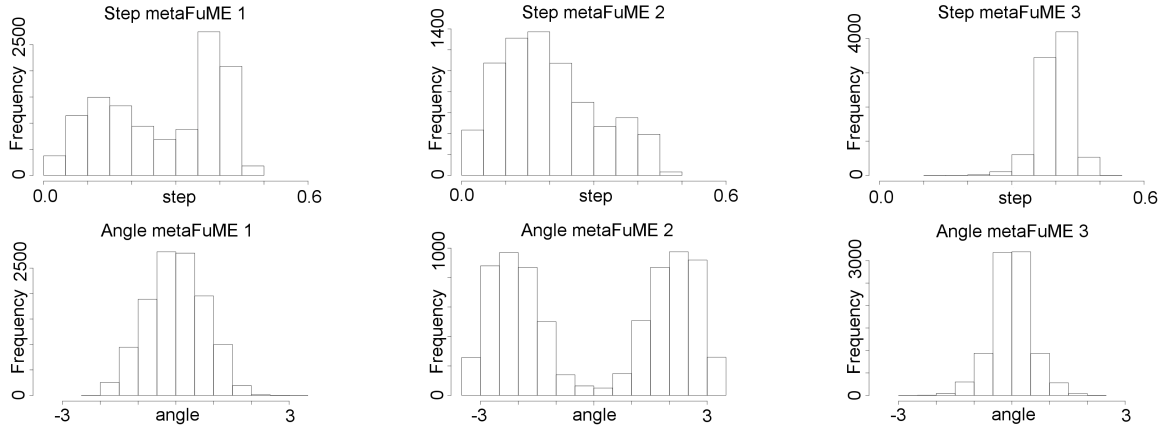 Step metaFuME 1
Frequency
0 2500
0.0 0.6
step
Step metaFuME 2
Frequency
0 1400
0.0 0.6
step
Step metaFuME 3
Frequency
0 4000
0.0 0.6
step
Angle metaFuME 1
Frequency
0 2500
-3 3
angle
Angle metaFuME 2
Frequency
0 1000
-3 3
angle
Angle metaFuME 3
Frequency
0 3000
-3 3
angle